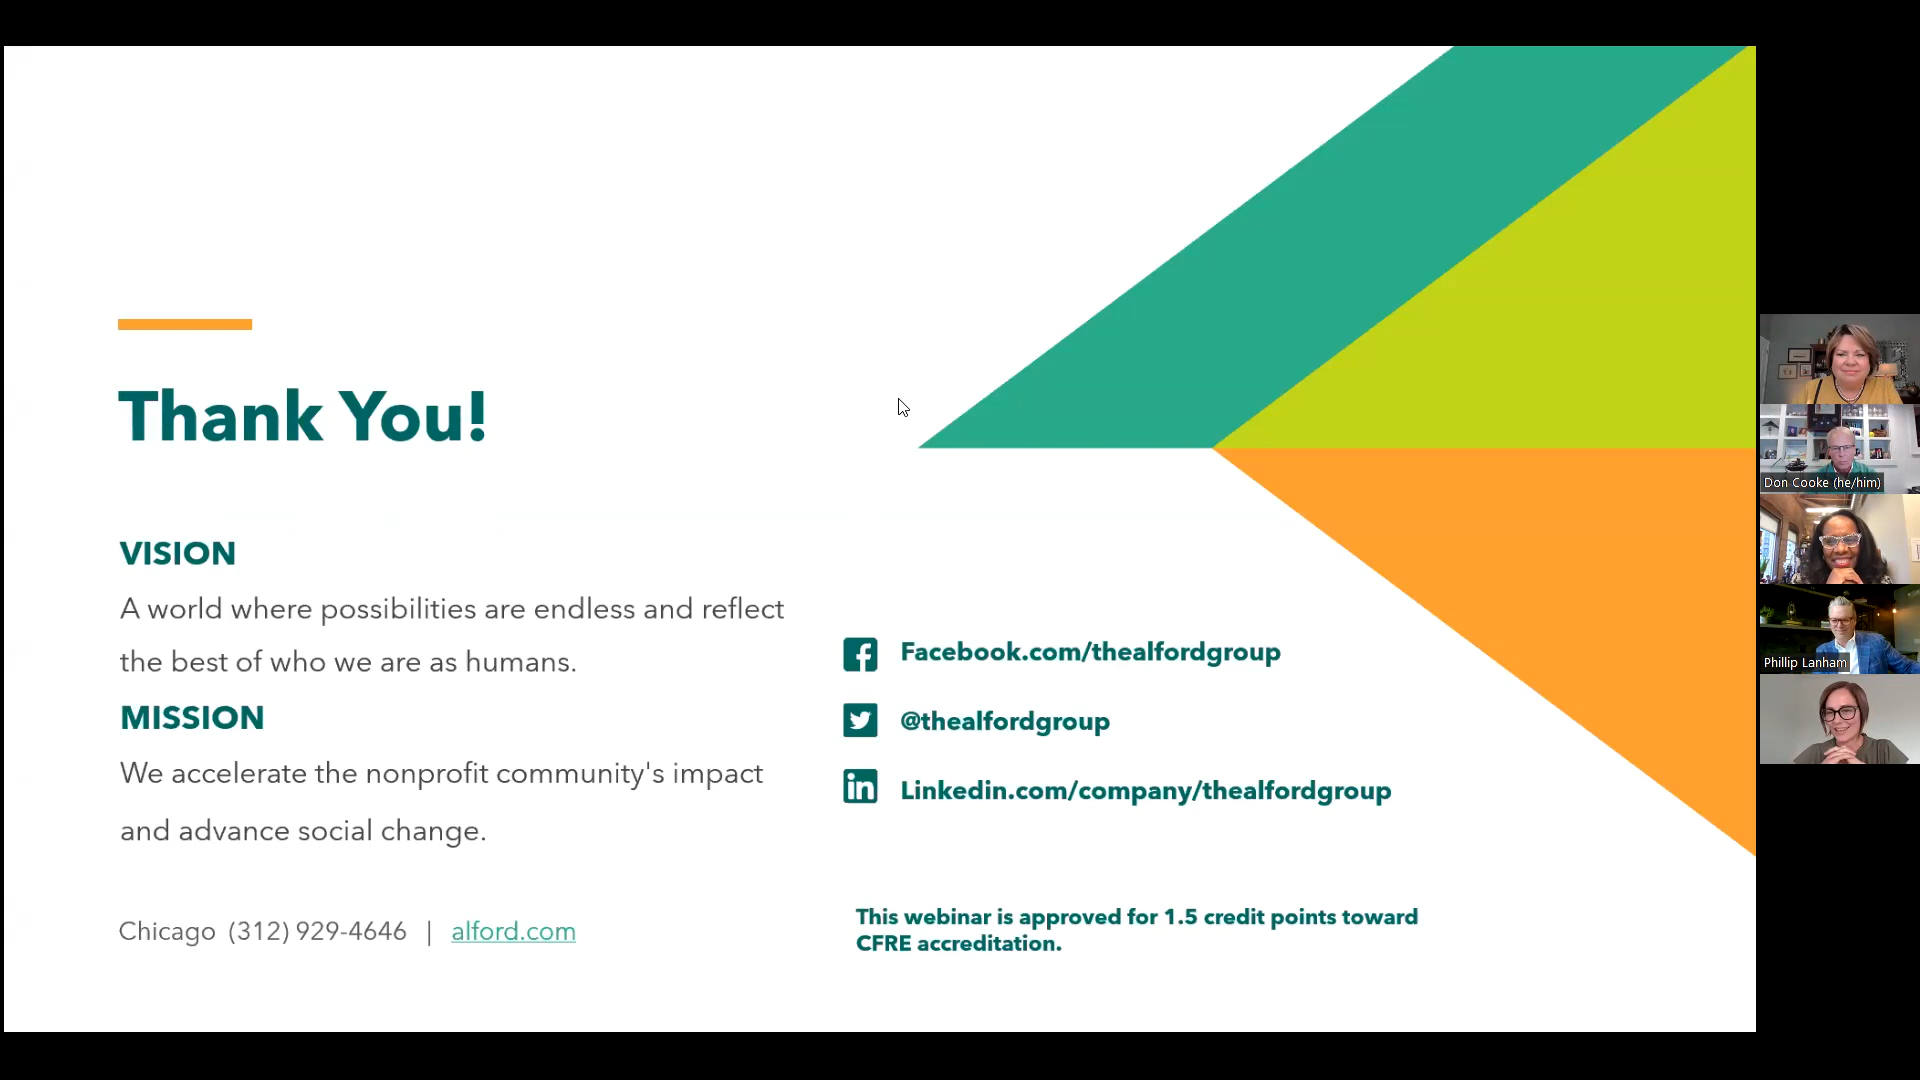 Thank You!
VISION
A world where possibilities are endless and reflect
the best of who we are as humans.
MISSION
We accelerate the nonprofit community's impact
and advance social change.
Chicago (312) 929-4646 | alford.com
Facebook.com/thealfordgroup
@thealfordgroup
Linkedin.com/company/thealfordgroup
This webinar is approved for 1.5 credit points toward
CFRE accreditation.
Don Cooke (he/him)
Phillip Lanham